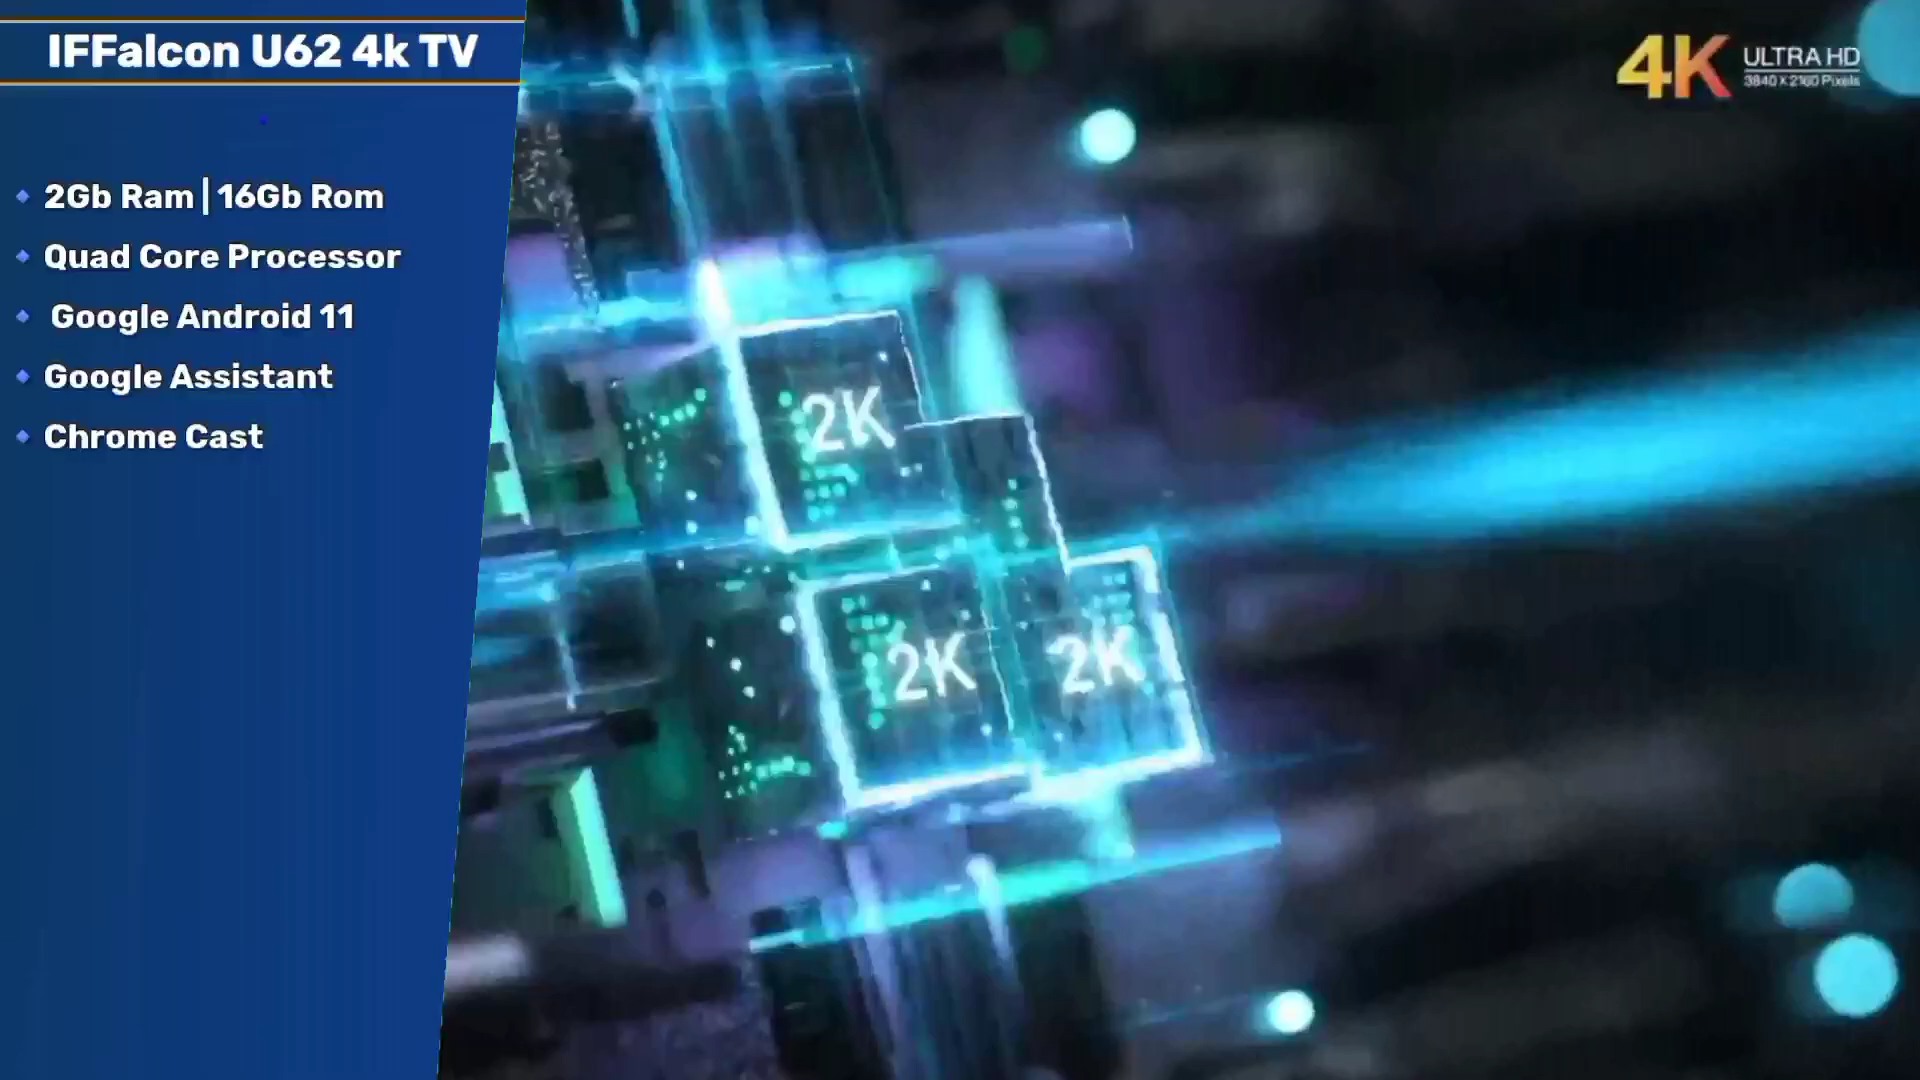 IFFalcon U62 4k TV
2Gb Ram | 16Gb Rom
Quad Core Processor
Google Android 11
Google Assistant
Chrome Cast
4K ULTRA HD
3840 X 2160 Pixels
2K
2K
2K